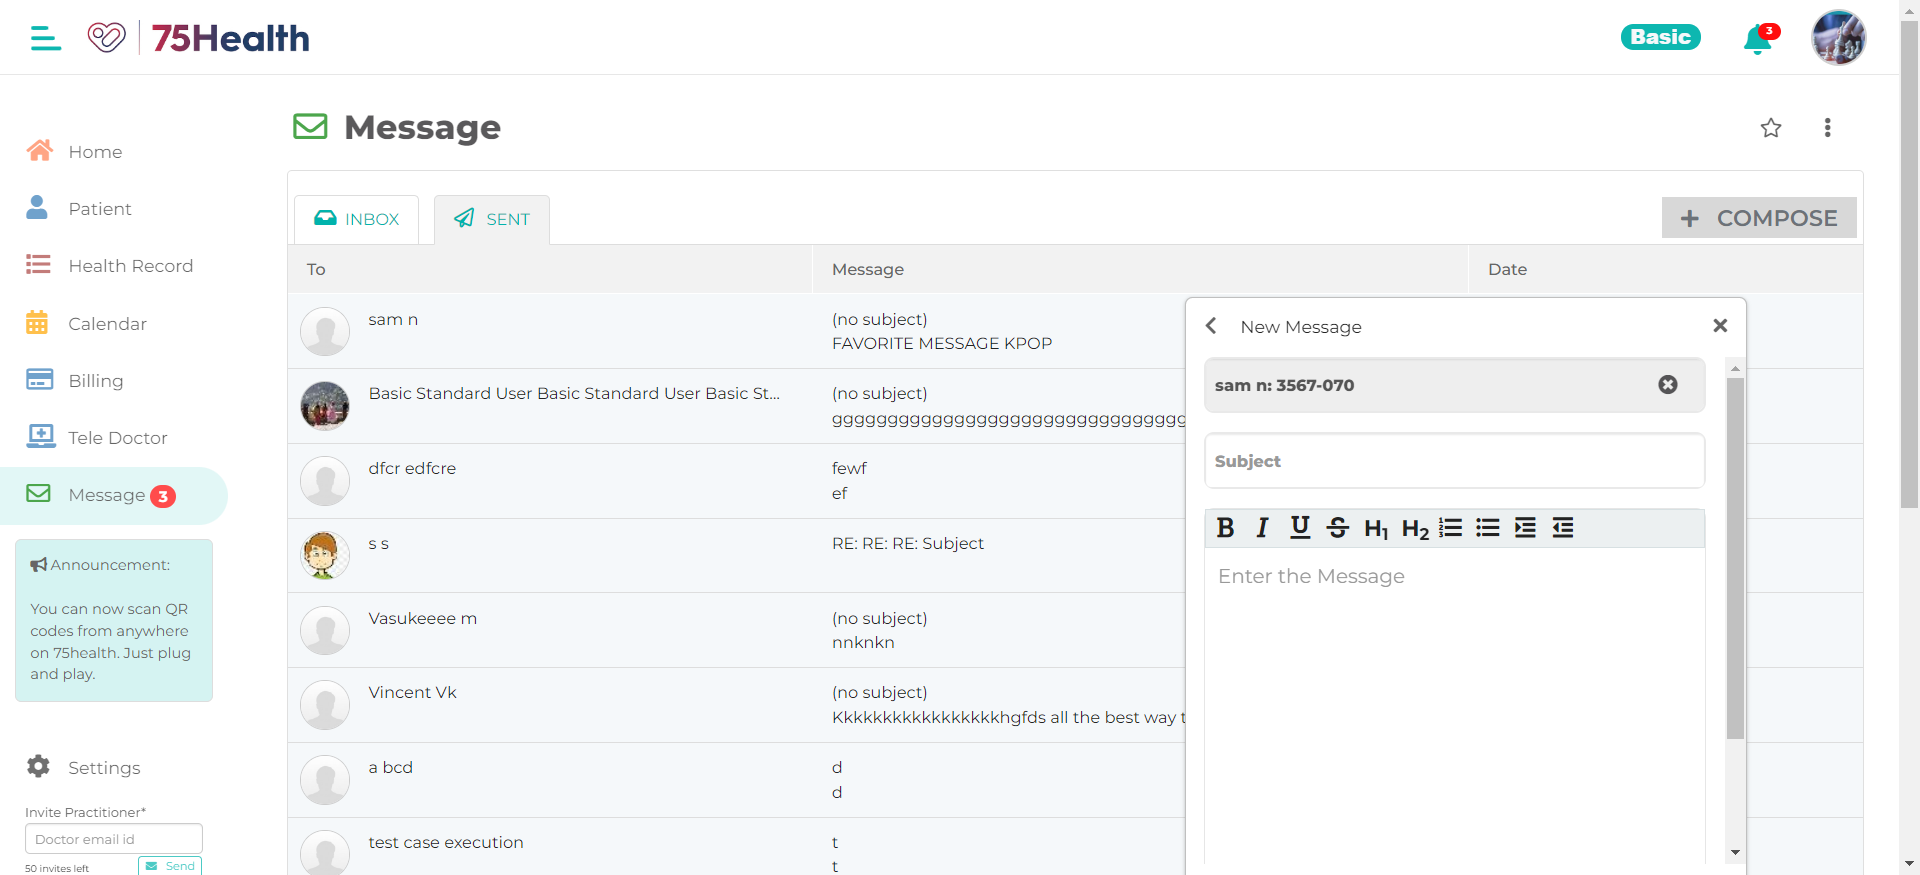 75Health
Basic
3
Home
Patient
Health Record
Calendar
Billing
Tele Doctor
Message 3
Announcement:
You can now scan QR
codes from anywhere
on 75health. Just plug
and play.
Settings
Invite Practitioner*
Doctor email id
50 invites left
Send
Message
INBOX
SENT
+ COMPOSE
To Message Date
sam n
(no subject)
FAVORITE MESSAGE KPOP
Basic Standard User Basic Standard User Basic St...
(no subject)
dfcr edfcre
fewf
ef
s s
RE: RE: RE: Subject
Vasukeeee m
(no subject)
nnknkn
Vincent Vk
(no subject)
all the best way t
a bcd
d
d
test case execution
t
t
New Message
sam n: 3567-070
Subject
B I U S H1 H2
Enter the Message